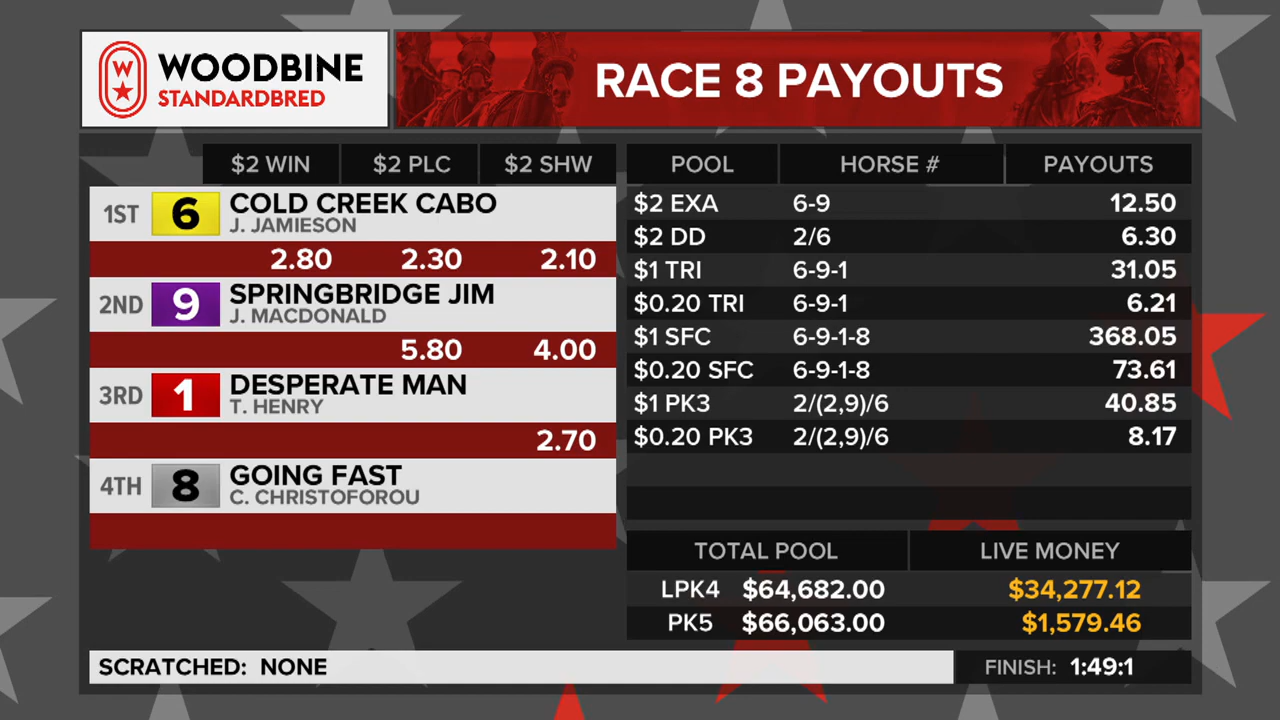 W
WOODBINE
STANDARDBRED
RACE 8 PAYOUTS
$2 WIN $2 PLC $2 SHW
1ST 6 COLD CREEK CABO
J. JAMIESON
2.80 2.30 2.10
2ND 9 SPRINGBRIDGE JIM
J. MACDONALD
5.80 4.00
3RD 1 DESPERATE MAN
T. HENRY
2.70
4TH 8 GOING FAST
C. CHRISTOFOROU
POOL HORSE # PAYOUTS
$2 EXA 6-9 12.50
$2 DD 2/6 6.30
$1 TRI 6-9-1 31.05
$0.20 TRI 6-9-1 6.21
$1 SFC 6-9-1-8 368.05
$0.20 SFC 6-9-1-8 73.61
$1 PK3 2/(2,9)/6 40.85
$0.20 PK3 2/(2,9)/6 8.17
TOTAL POOL LIVE MONEY
LPK4 $64,682.00 $34,277.12
PK5 $66,063.00 $1,579.46
SCRATCHED: NONE FINISH: 1:49:1